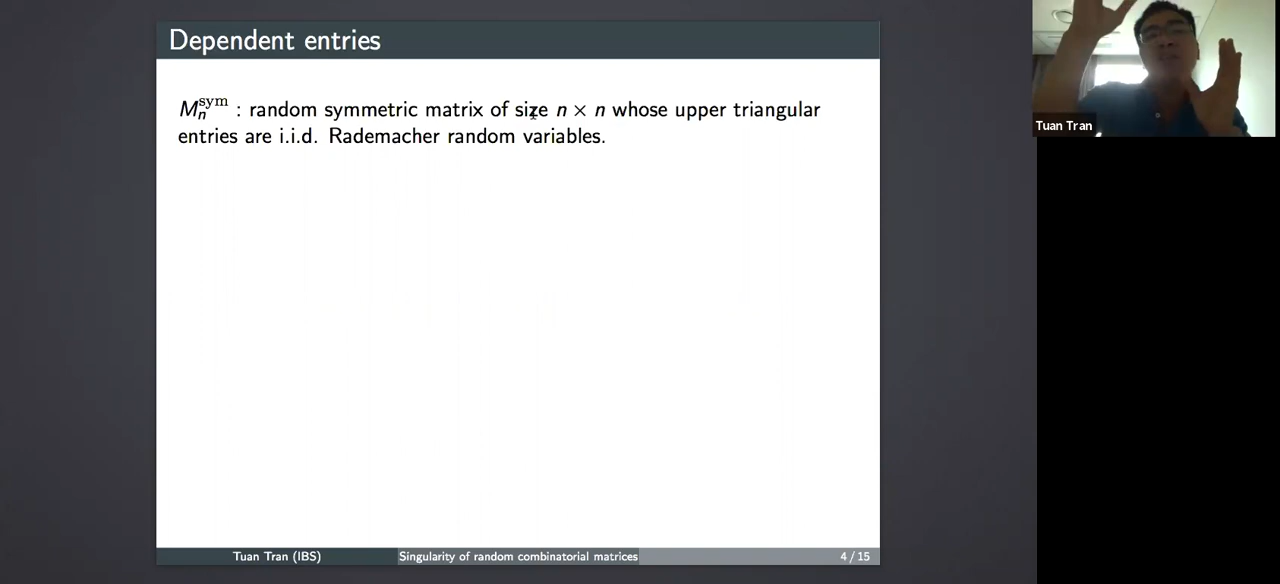 Dependent entries
M_n^sym : random symmetric matrix of size n × n whose upper triangular
entries are i.i.d. Rademacher random variables.
Tuan Tran (IBS) Singularity of random combinatorial matrices 4 / 15
Tuan Tran